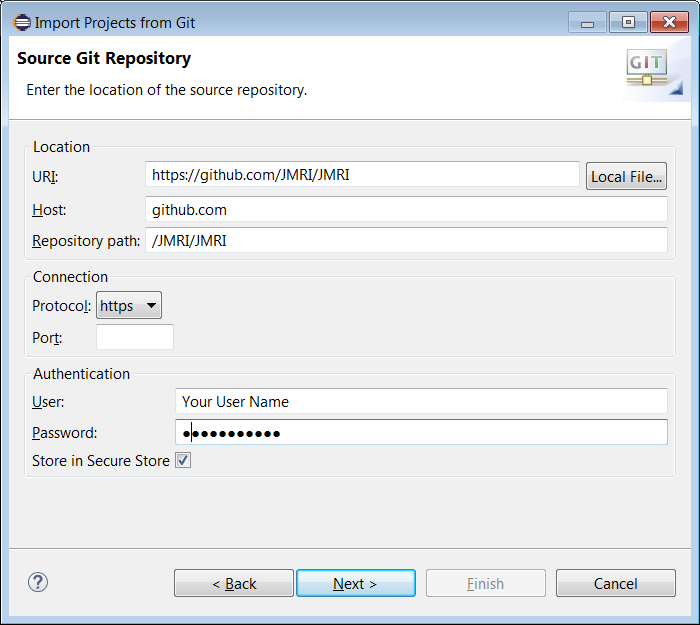 Import Projects from Git
Source Git Repository
GIT
Enter the location of the source repository.
Location
URI: https://github.com/JMRI/JMRI Local File...
Host: github.com
Repository path: /JMRI/JMRI
Connection
Protocol: https
Port:
Authentication
User: Your User Name
Password: ●●●●●●●●●●●
Store in Secure Store
? < Back Next > Finish Cancel